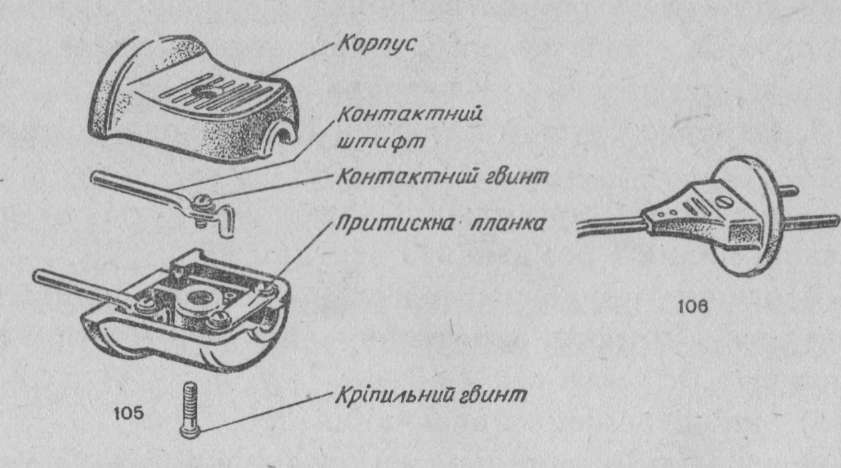 Корпус
Контактний
штифт
Контактний гвинт
Притискна планка
106
Кріпильний гвинт
105